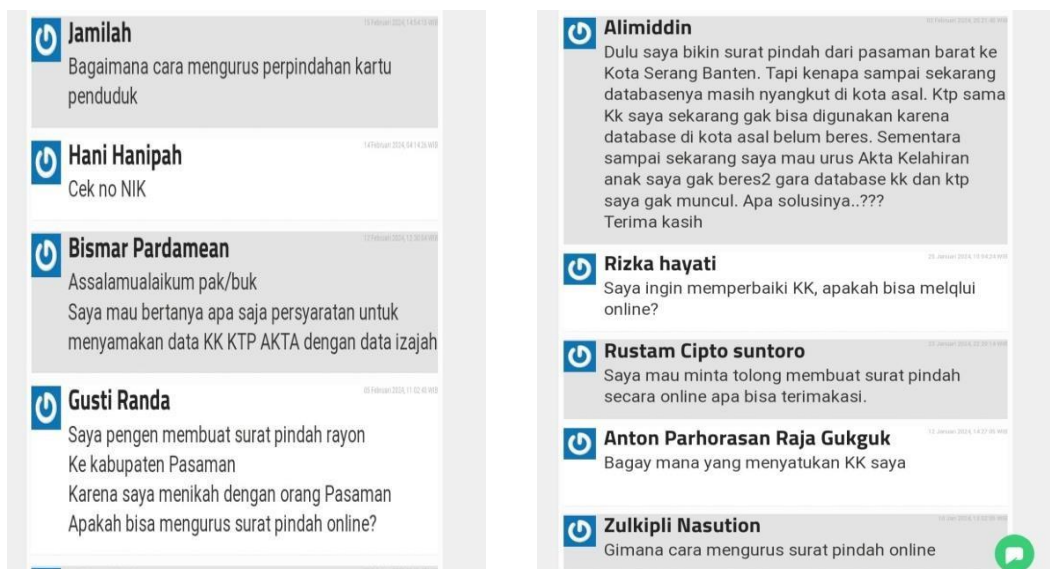 Jamilah
Bagaimana cara mengurus perpindahan kartu
penduduk
Hani Hanipah
Cek no NIK
Bismar Pardamean
Assalamualaikum pak/buk
Saya mau bertanya apa saja persyaratan untuk
menyamakan data KK KTP AKTA dengan data izajah
Gusti Randa
Saya pengen membuat surat pindah rayon
Ke kabupaten Pasaman
Karena saya menikah dengan orang Pasaman
Apakah bisa mengurus surat pindah online?
Alimiddin
Dulu saya bikin surat pindah dari pasaman barat ke
Kota Serang Banten. Tapi kenapa sampai sekarang
databasenya masih nyangkut di kota asal. Ktp sama
Kk saya sekarang gak bisa digunakan karena
database di kota asal belum beres. Sementara
sampai sekarang saya mau urus Akta Kelahiran
anak saya gak beres2 gara database kk dan ktp
saya gak muncul. Apa solusinya..???
Terima kasih
Rizka hayati
Saya ingin memperbaiki KK, apakah bisa melqlui
online?
Rustam Cipto suntoro
Saya mau minta tolong membuat surat pindah
secara online apa bisa terimakasi.
Anton Parhorasan Raja Gukguk
Bagay mana yang menyatukan KK saya
Zulkipli Nasution
Gimana cara mengurus surat pindah online